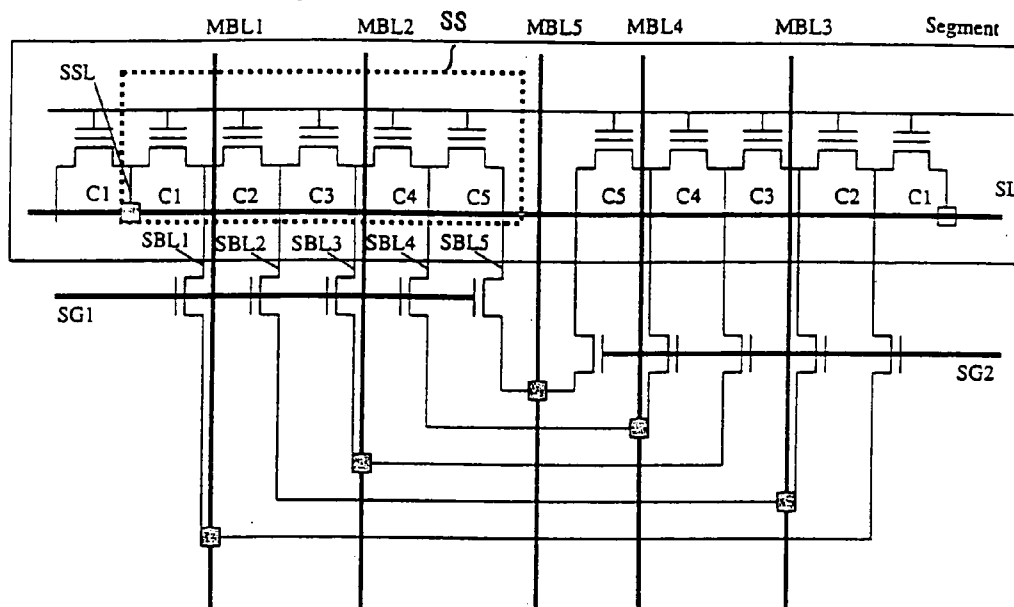 MBL1 MBL2 SS MBL5 MBL4 MBL3 Segment
SSL
C1 C1 C2 C3 C4 C5 C5 C4 C3 C2 C1 SL
SBL1 SBL2 SBL3 SBL4 SBL5
SG1
SG2